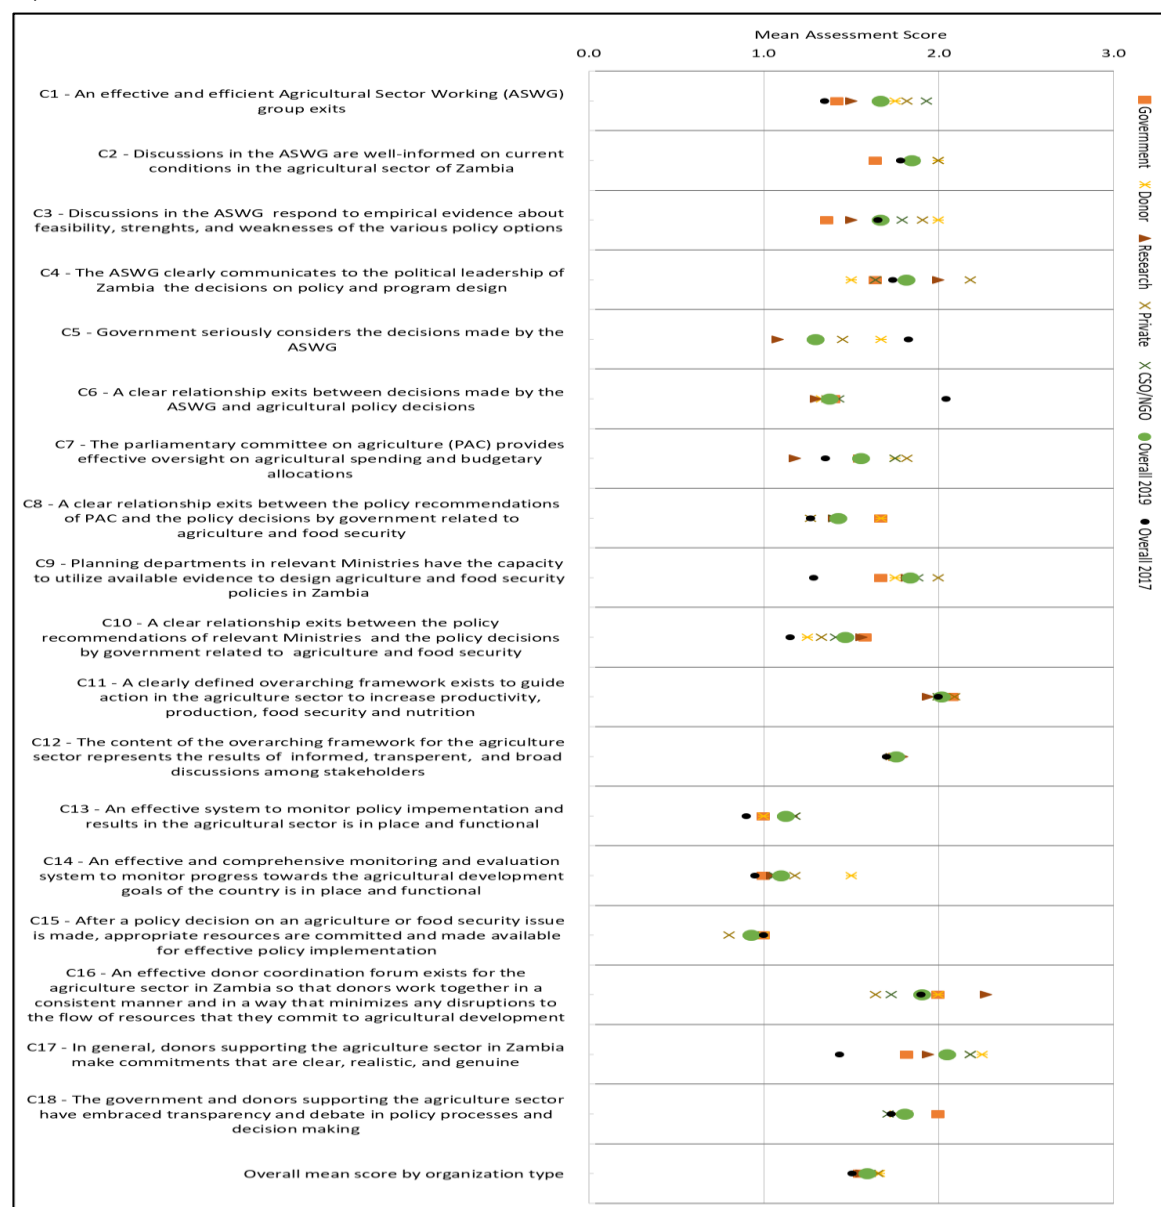 Mean Assessment Score
0.0 1.0 2.0 3.0
C1 - An effective and efficient Agricultural Sector Working (ASWG)
group exits
C2 - Discussions in the ASWG are well-informed on current
conditions in the agricultural sector of Zambia
C3 - Discussions in the ASWG respond to empirical evidence about
feasibility, strenghts, and weaknesses of the various policy options
C4 - The ASWG clearly communicates to the political leadership of
Zambia the decisions on policy and program design
C5 - Government seriously considers the decisions made by the
ASWG
C6 - A clear relationship exits between decisions made by the
ASWG and agricultural policy decisions
C7 - The parliamentary committee on agriculture (PAC) provides
effective oversight on agricultural spending and budgetary
allocations
C8 - A clear relationship exits between the policy recommendations
of PAC and the policy decisions by government related to
agriculture and food security
C9 - Planning departments in relevant Ministries have the capacity
to utilize available evidence to design agriculture and food security
policies in Zambia
C10 - A clear relationship exits between the policy
recommendations of relevant Ministries and the policy decisions
by government related to agriculture and food security
C11 - A clearly defined overarching framework exists to guide
action in the agriculture sector to increase productivity,
production, food security and nutrition
C12 - The content of the overarching framework for the agriculture
sector represents the results of informed, transperent, and broad
discussions among stakeholders
C13 - An effective system to monitor policy impementation and
results in the agricultural sector is in place and functional
C14 - An effective and comprehensive monitoring and evaluation
system to monitor progress towards the agricultural development
goals of the country is in place and functional
C15 - After a policy decision on an agriculture or food security issue
is made, appropriate resources are committed and made available
for effective policy implementation
C16 - An effective donor coordination forum exists for the
agriculture sector in Zambia so that donors work together in a
consistent manner and in a way that minimizes any disruptions to
the flow of resources that they commit to agricultural development
C17 - In general, donors supporting the agriculture sector in Zambia
make commitments that are clear, realistic, and genuine
C18 - The government and donors supporting the agriculture sector
have embraced transparency and debate in policy processes and
decision making
Overall mean score by organization type
Government Donor Research Private CSO/NGO Overall 2019 Overall 2017